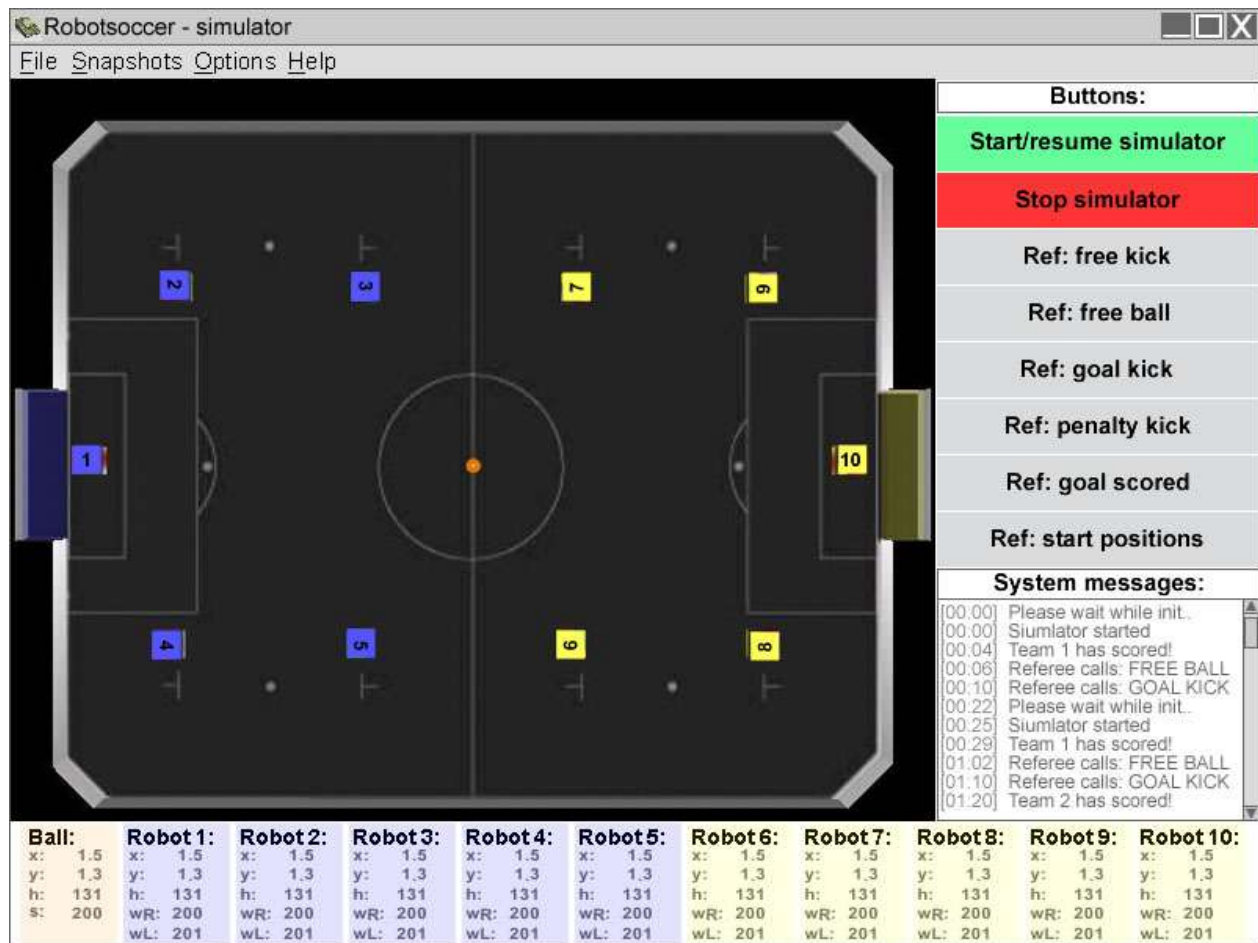 Robotsoccer - simulator
File Snapshots Options Help
Buttons:
Start/resume simulator
Stop simulator
Ref: free kick
Ref: free ball
Ref: goal kick
Ref: penalty kick
Ref: goal scored
Ref: start positions
2 3 7 6
1 10
4 5 9 8
System messages:
[00:00] Please wait while init..
[00:00] Siumlator started
[00:04] Team 1 has scored!
[00:06] Referee calls: FREE BALL
[00:10] Referee calls: GOAL KICK
[00:22] Please wait while init..
[00:25] Siumlator started
[00:29] Team 1 has scored!
[01:02] Referee calls: FREE BALL
[01:10] Referee calls: GOAL KICK
[01:20] Team 2 has scored!
Ball: Robot 1: Robot 2: Robot 3: Robot 4: Robot 5: Robot 6: Robot 7: Robot 8: Robot 9: Robot 10:
x: 1.5 x: 1.5 x: 1.5 x: 1.5 x: 1.5 x: 1.5 x: 1.5 x: 1.5 x: 1.5 x: 1.5 x: 1.5
y: 1.3 y: 1.3 y: 1.3 y: 1.3 y: 1.3 y: 1.3 y: 1.3 y: 1.3 y: 1.3 y: 1.3 y: 1.3
h: 131 h: 131 h: 131 h: 131 h: 131 h: 131 h: 131 h: 131 h: 131 h: 131 h: 131
s: 200 wR: 200 wR: 200 wR: 200 wR: 200 wR: 200 wR: 200 wR: 200 wR: 200 wR: 200 wR: 200
wL: 201 wL: 201 wL: 201 wL: 201 wL: 201 wL: 201 wL: 201 wL: 201 wL: 201 wL: 201